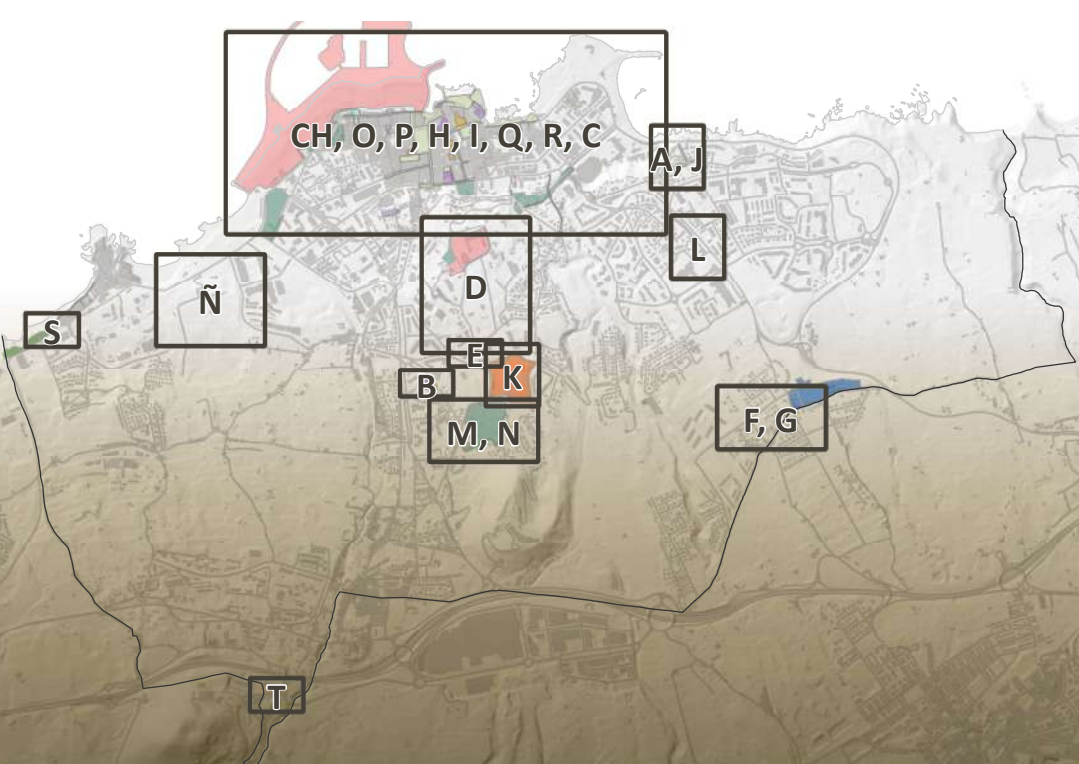 CH, O, P, H, I, Q, R, C
A, J
L
D
Ñ
S
E
K
B
M, N
F, G
T